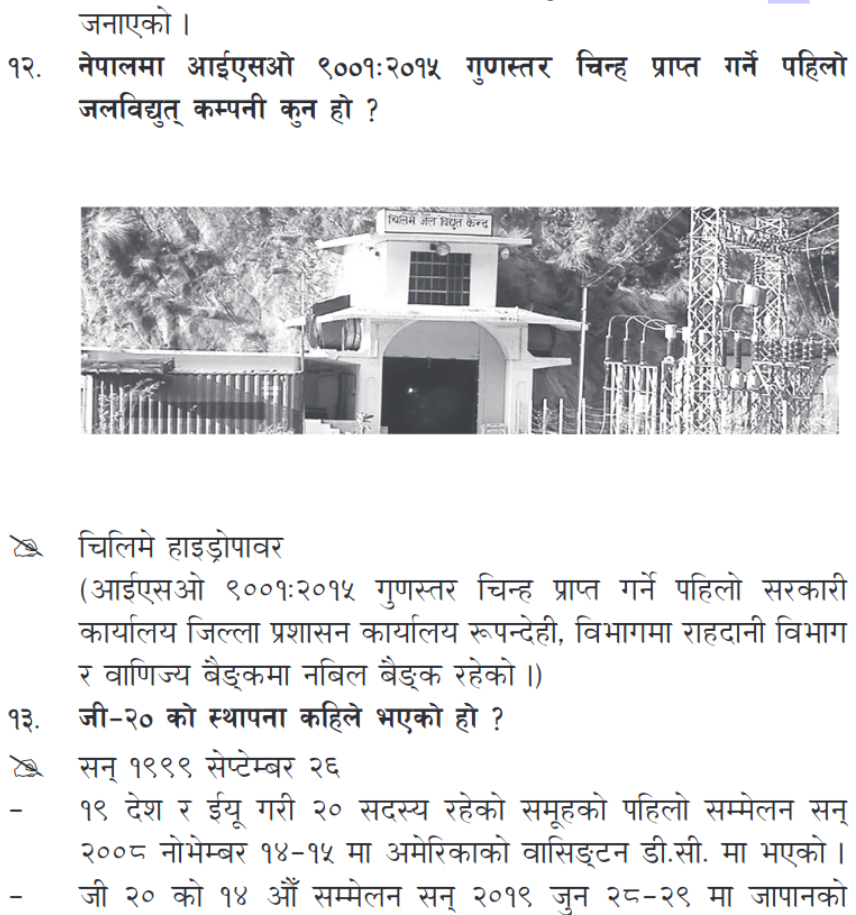 जनाएको ।
१२. नेपालमा आईएसओ ९००१:२०१५ गुणस्तर चिन्ह प्राप्त गर्ने पहिलो
जलविद्युत् कम्पनी कुन हो ?
चिलिमे जल विद्युत केन्द्र
चिलिमे हाइड्रोपावर
(आईएसओ ९००१:२०१५ गुणस्तर चिन्ह प्राप्त गर्ने पहिलो सरकारी
कार्यालय जिल्ला प्रशासन कार्यालय रूपन्देही, विभागमा राहदानी विभाग
र वाणिज्य बैङ्कमा नबिल बैङ्क रहेको ।)
१३. जी-२० को स्थापना कहिले भएको हो ?
सन् १९९९ सेप्टेम्बर २६
- १९ देश र ईयू गरी २० सदस्य रहेको समूहको पहिलो सम्मेलन सन्
२००८ नोभेम्बर १४-१५ मा अमेरिकाको वासिङ्टन डी.सी. मा भएको ।
- जी २० को १४ औँ सम्मेलन सन् २०१९ जुन २८-२९ मा जापानको